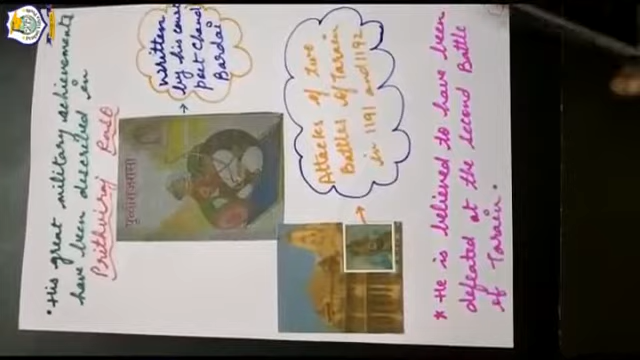 • His great military achievements
have been described in
Prithviraj Raso
written
by his court
poet Chand
Bardai
Attacks of two
Battles of Tarain
in 1191 and 1192
* He is believed to have been
defeated at the second Battle
of Tarain.